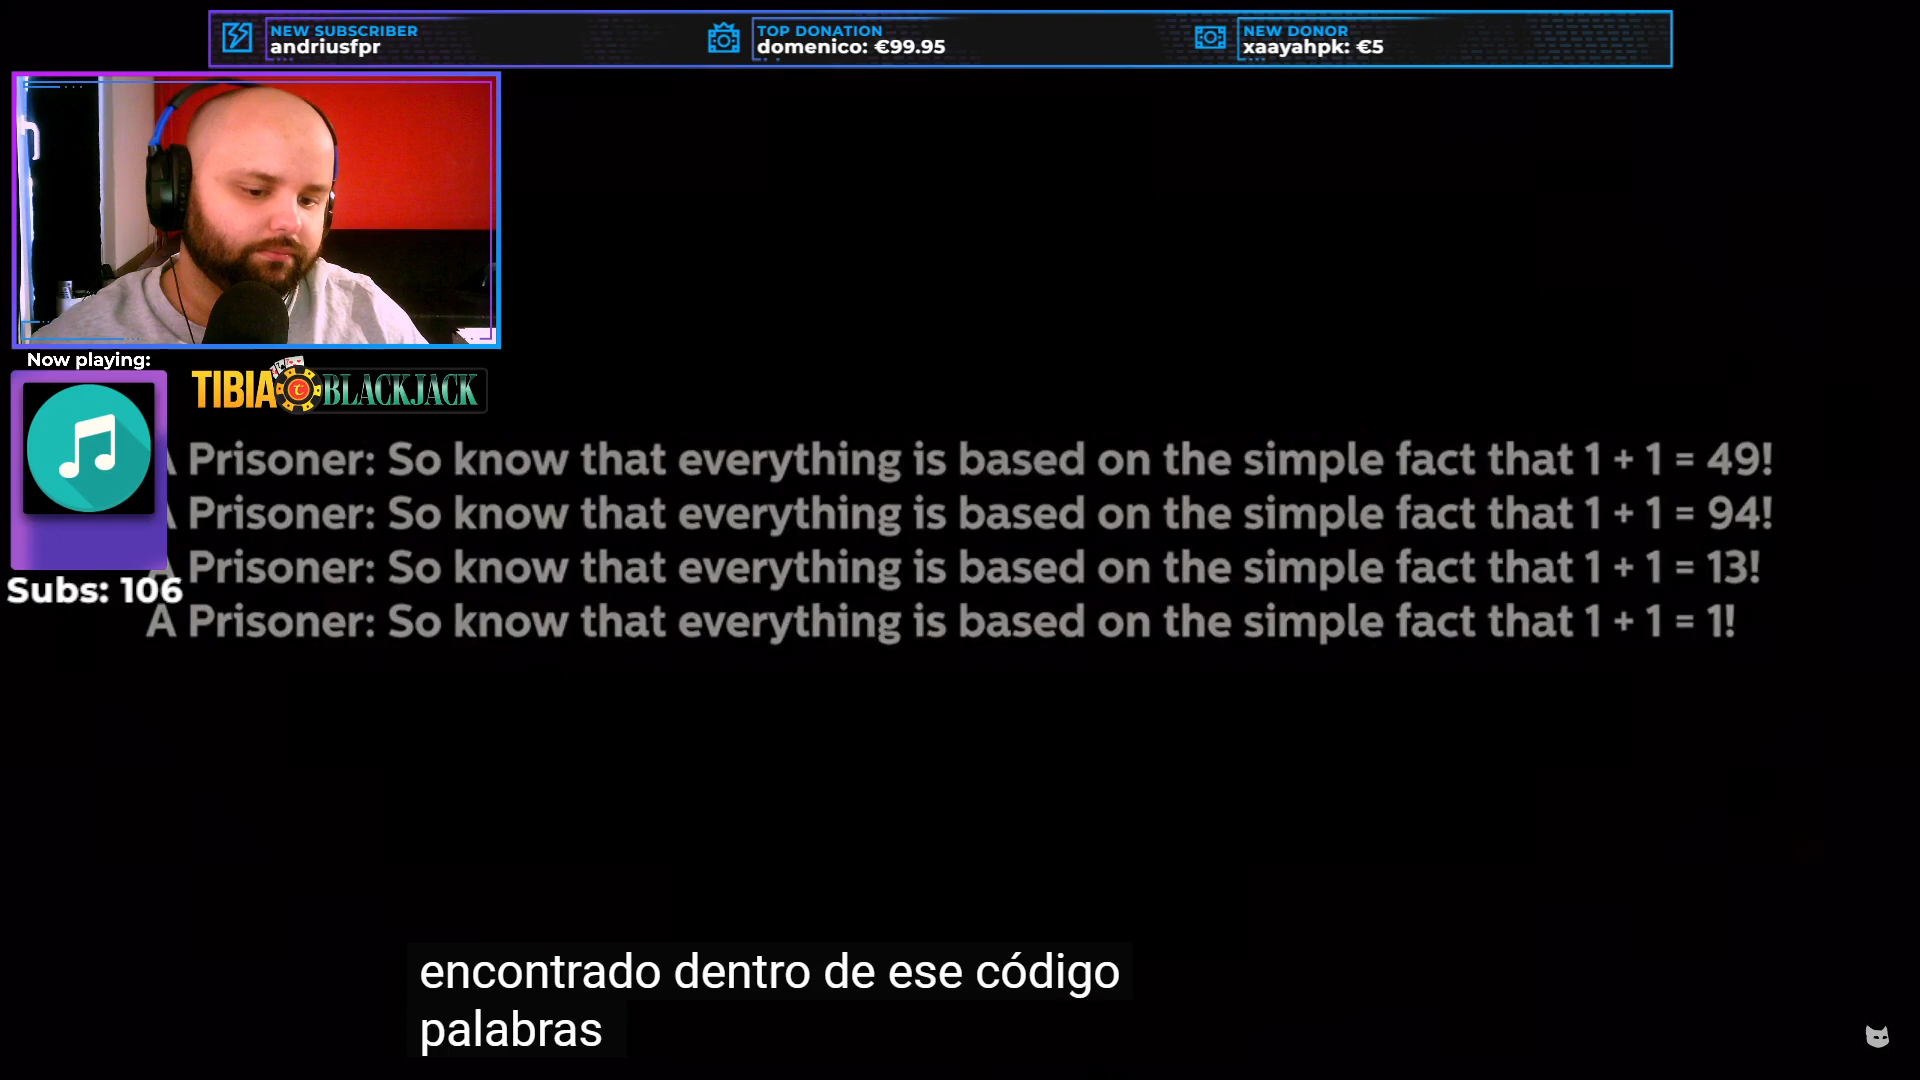 NEW SUBSCRIBER
andriusfpr
TOP DONATION
domenico: €99.95
NEW DONOR
xaayahpk: €5
Now playing:
TIBIA BLACKJACK
A Prisoner: So know that everything is based on the simple fact that 1 + 1 = 49!
A Prisoner: So know that everything is based on the simple fact that 1 + 1 = 94!
A Prisoner: So know that everything is based on the simple fact that 1 + 1 = 13!
Subs: 106
A Prisoner: So know that everything is based on the simple fact that 1 + 1 = 1!
encontrado dentro de ese código
palabras